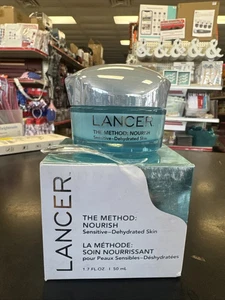 LANCER
THE METHOD: NOURISH
Sensitive-Dehydrated Skin
LANCER
THE METHOD:
NOURISH
Sensitive-Dehydrated Skin
LA MÉTHODE:
SOIN NOURRISSANT
pour Peaux Sensibles-Déshydratées
1.7 FL.OZ. | 50 mL